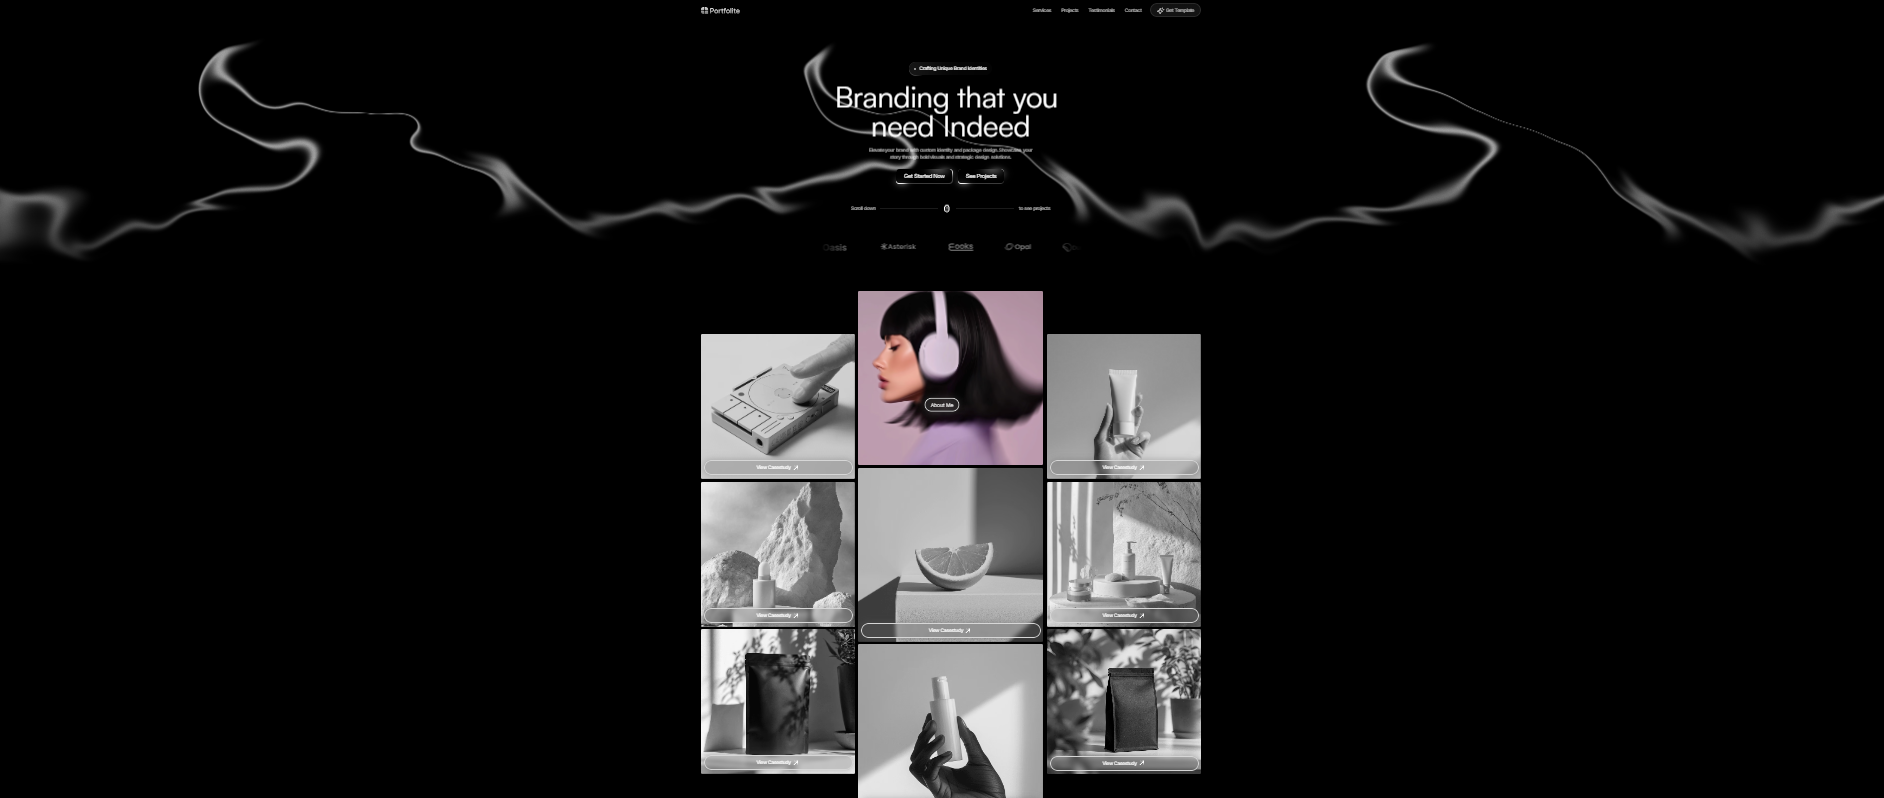 Portfolite
Services Projects Testimonials Contact Get Template
Crafting Unique Brand Identities
Branding that you
need Indeed
Elevate your brand with custom identity and package design. Showcase your
story through bold visuals and strategic design solutions.
Get Started Now See Projects
Scroll down to see projects
Oasis Asterisk Eooks Opal
About Me
View Casestudy
View Casestudy
View Casestudy
View Casestudy
View Casestudy
View Casestudy
View Casestudy